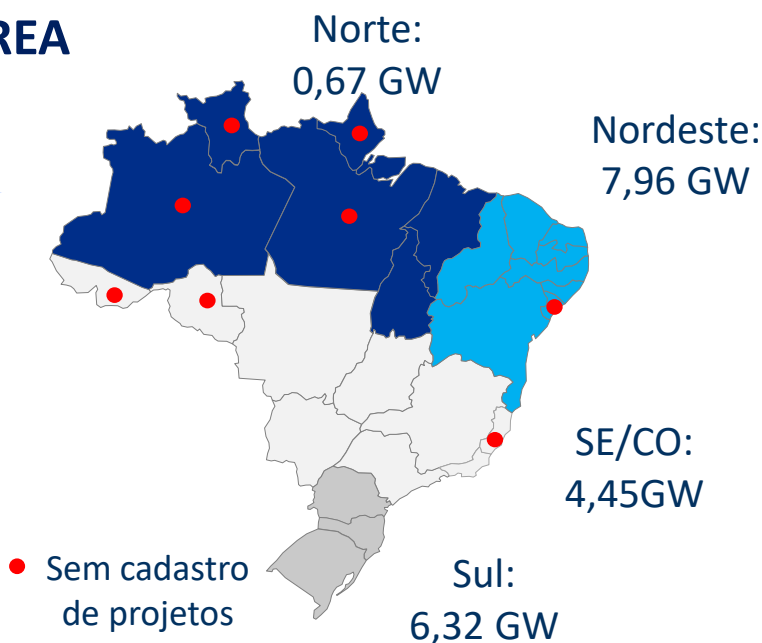 REA
Norte:
0,67 GW
Nordeste:
7,96 GW
SE/CO:
4,45GW
Sul:
6,32 GW
Sem cadastro
de projetos